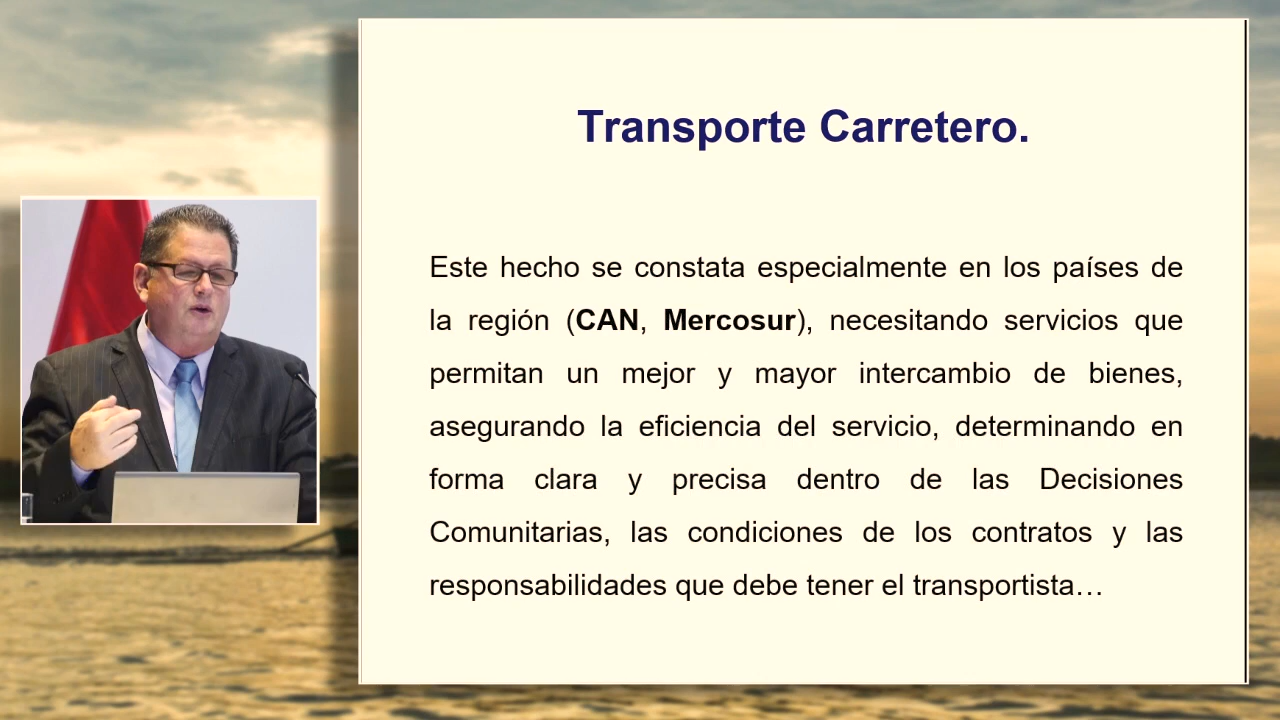 Transporte Carretero.
Este hecho se constata especialmente en los países de
la región (CAN, Mercosur), necesitando servicios que
permitan un mejor y mayor intercambio de bienes,
asegurando la eficiencia del servicio, determinando en
forma clara y precisa dentro de las Decisiones
Comunitarias, las condiciones de los contratos y las
responsabilidades que debe tener el transportista…